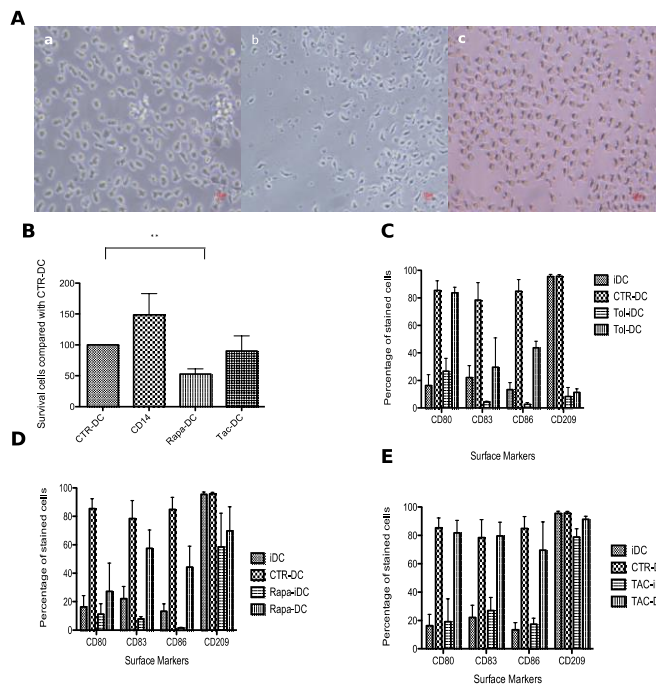 A
a
b
c
B
**
Survival cells compared with CTR-DC
200
150
100
50
0
CTR-DC
CD14
Rapa-DC
Tac-DC
C
Percentage of stained cells
100
80
60
40
20
0
CD80
CD83
CD86
CD209
Surface Markers
iDC
CTR-DC
Tol-iDC
Tol-DC
D
Percentage of stained cells
100
80
60
40
20
0
CD80
CD83
CD86
CD209
Surface Markers
iDC
CTR-DC
Rapa-iDC
Rapa-DC
E
Percentage of stained cells
100
80
60
40
20
0
CD80
CD83
CD86
CD209
Surface Markers
iDC
CTR-D
TAC-i
TAC-D